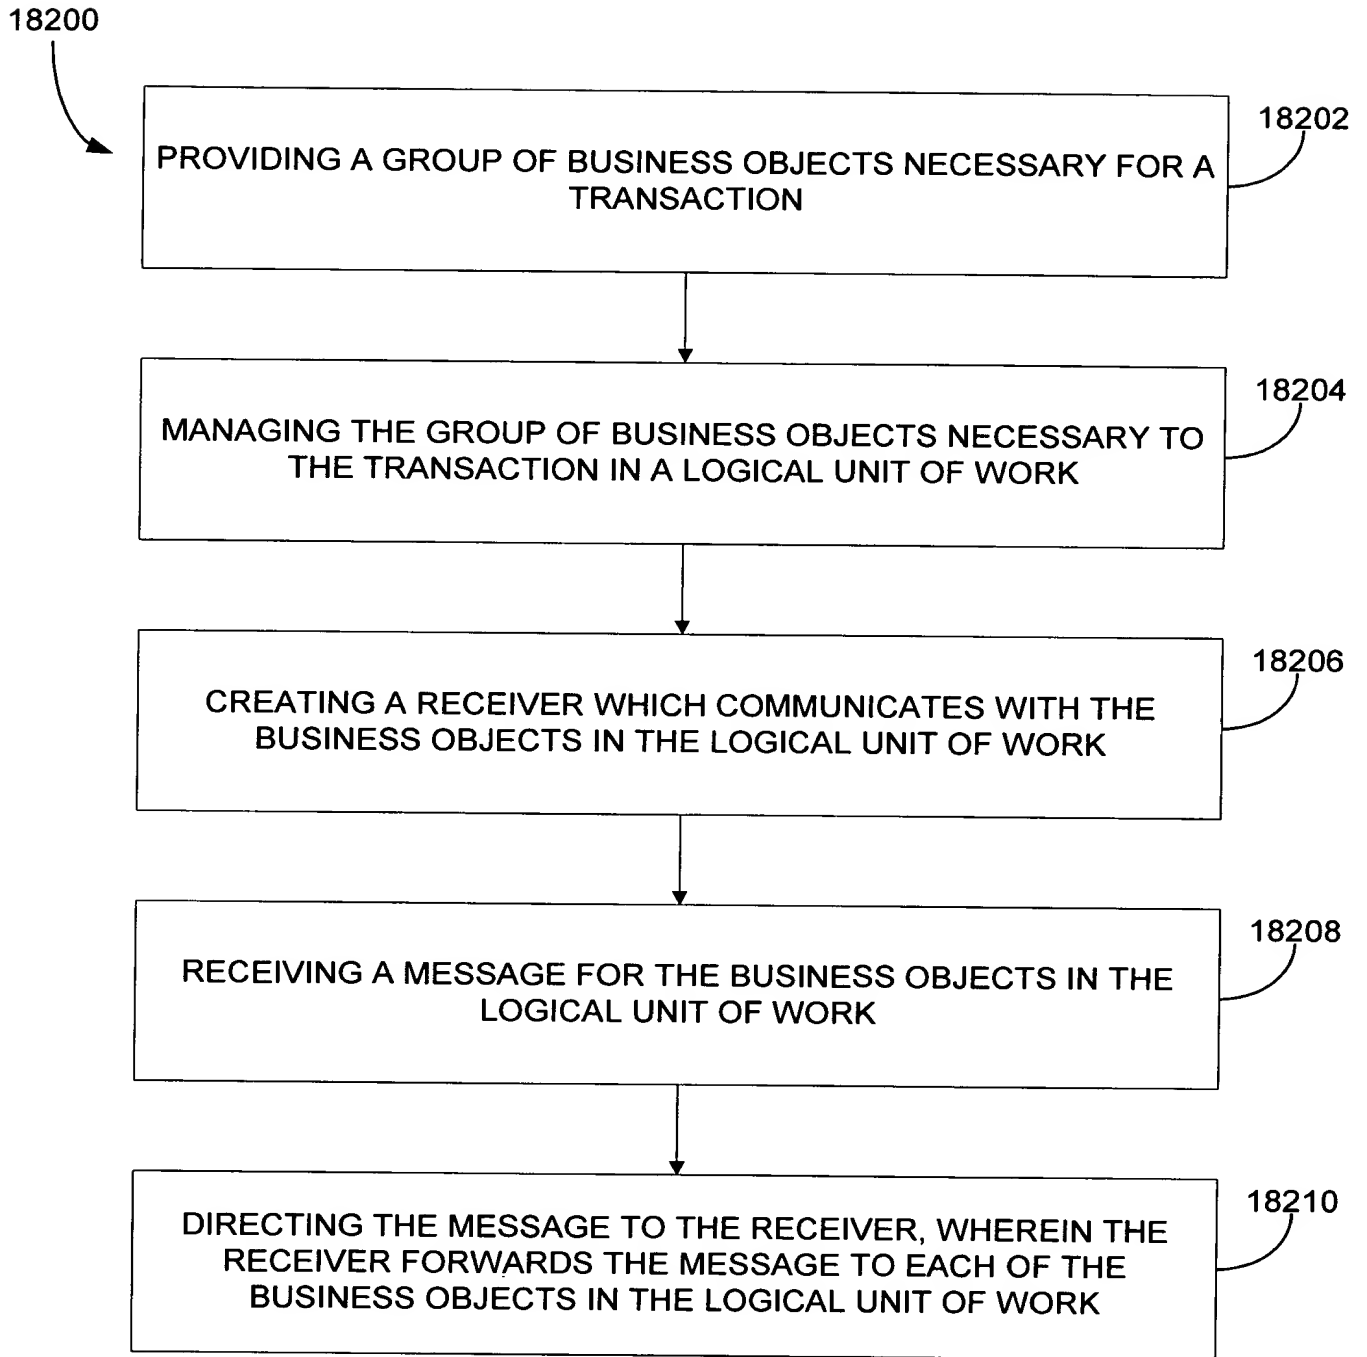 18200
18202
PROVIDING A GROUP OF BUSINESS OBJECTS NECESSARY FOR A
TRANSACTION
18204
MANAGING THE GROUP OF BUSINESS OBJECTS NECESSARY TO
THE TRANSACTION IN A LOGICAL UNIT OF WORK
18206
CREATING A RECEIVER WHICH COMMUNICATES WITH THE
BUSINESS OBJECTS IN THE LOGICAL UNIT OF WORK
18208
RECEIVING A MESSAGE FOR THE BUSINESS OBJECTS IN THE
LOGICAL UNIT OF WORK
18210
DIRECTING THE MESSAGE TO THE RECEIVER, WHEREIN THE
RECEIVER FORWARDS THE MESSAGE TO EACH OF THE
BUSINESS OBJECTS IN THE LOGICAL UNIT OF WORK